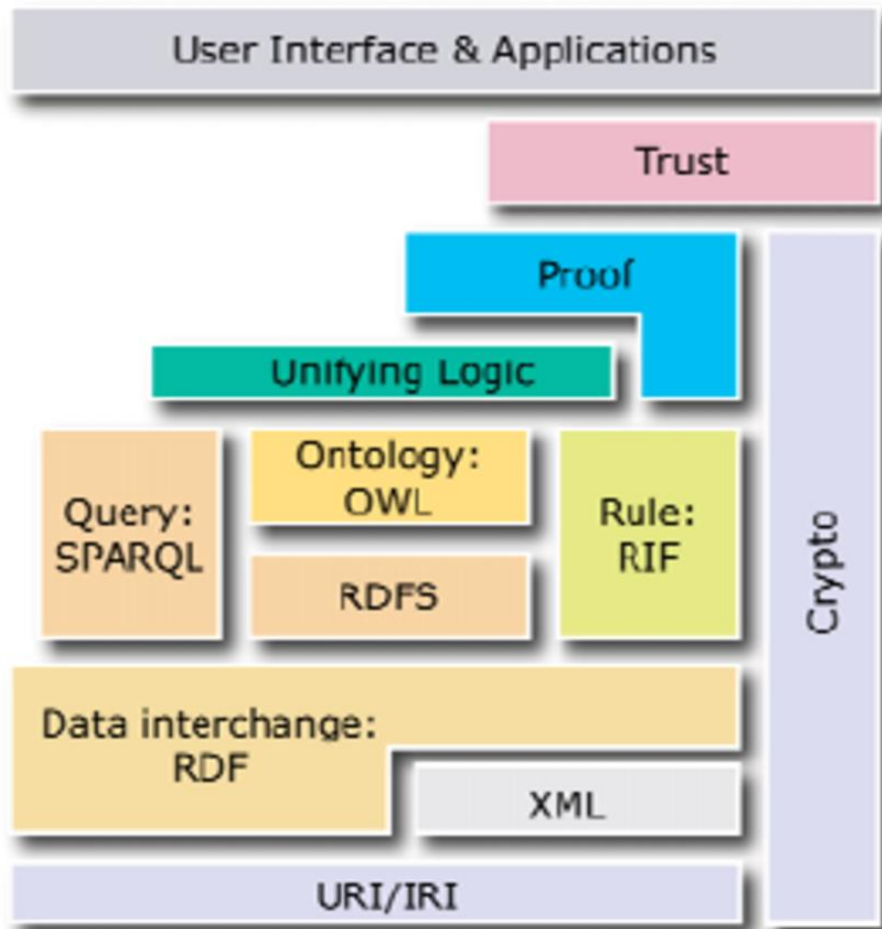 User Interface & Applications
Trust
Proof
Unifying Logic
Query:
SPARQL
Ontology:
OWL
RDFS
Rule:
RIF
Crypto
Data interchange:
RDF
XML
URI/IRI